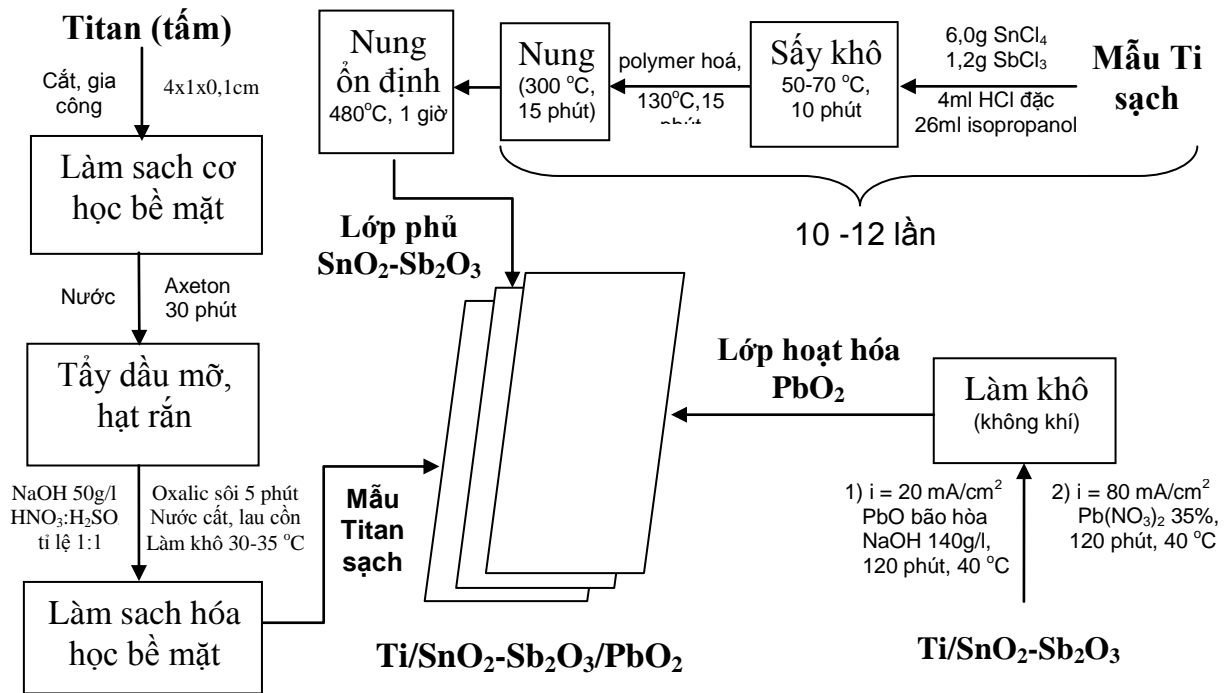 Titan (tấm)
Cắt, gia
công
4x1x0,1cm
Làm sach cơ
học bề mặt
Nước
Axeton
30 phút
Tẩy dầu mỡ,
hạt rắn
NaOH 50g/l
HNO₃:H₂SO
tỉ lệ 1:1
Oxalic sôi 5 phút
Nước cất, lau cồn
Làm khô 30-35 °C
Làm sach hóa
học bề mặt
Mẫu
Titan
sạch
Nung
ổn định
480°C, 1 giờ
Nung
(300 °C,
15 phút)
polymer hoá,
130°C,15
phút
Sấy khô
50-70 °C,
10 phút
6,0g SnCl₄
1,2g SbCl₃
4ml HCl đặc
26ml isopropanol
Mẫu Ti
sạch
10 -12 lần
Lớp phủ
SnO₂-Sb₂O₃
Lớp hoạt hóa
PbO₂
Làm khô
(không khí)
1) i = 20 mA/cm²
PbO bão hòa
NaOH 140g/l,
120 phút, 40 °C
2) i = 80 mA/cm²
Pb(NO₃)₂ 35%,
120 phút, 40 °C
Ti/SnO₂-Sb₂O₃/PbO₂
Ti/SnO₂-Sb₂O₃